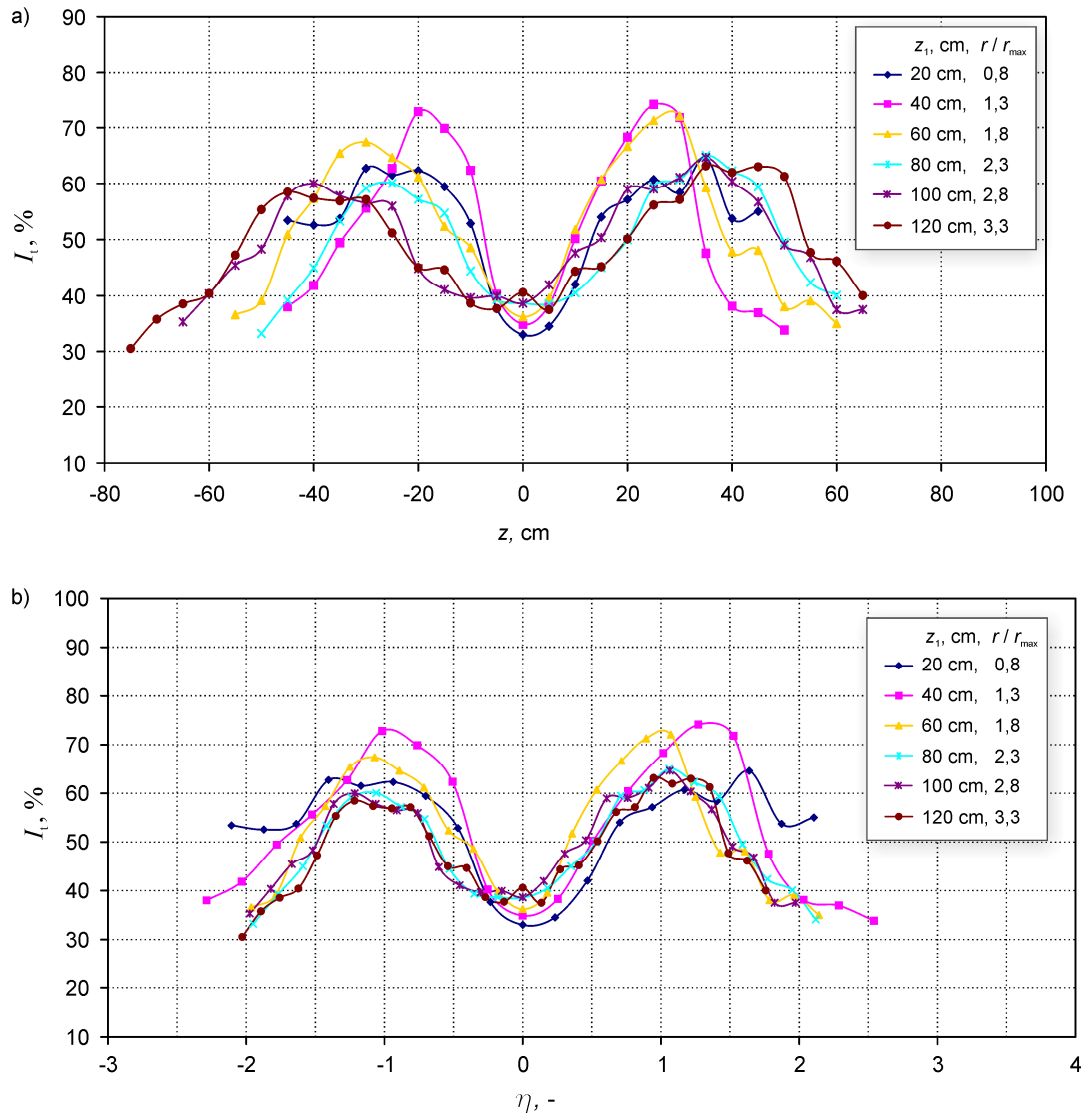 a)
90
80
70
60
50
40
30
20
10
I_t, %
-80 -60 -40 -20 0 20 40 60 80 100
z, cm
z₁, cm, r / r_max
20 cm, 0,8
40 cm, 1,3
60 cm, 1,8
80 cm, 2,3
100 cm, 2,8
120 cm, 3,3
b)
100
90
80
70
60
50
40
30
20
10
I_t, %
-3 -2 -1 0 1 2 3 4
η, -
z₁, cm, r / r_max
20 cm, 0,8
40 cm, 1,3
60 cm, 1,8
80 cm, 2,3
100 cm, 2,8
120 cm, 3,3